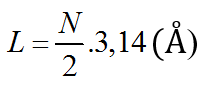 L = N/2 .3,14 (Å)